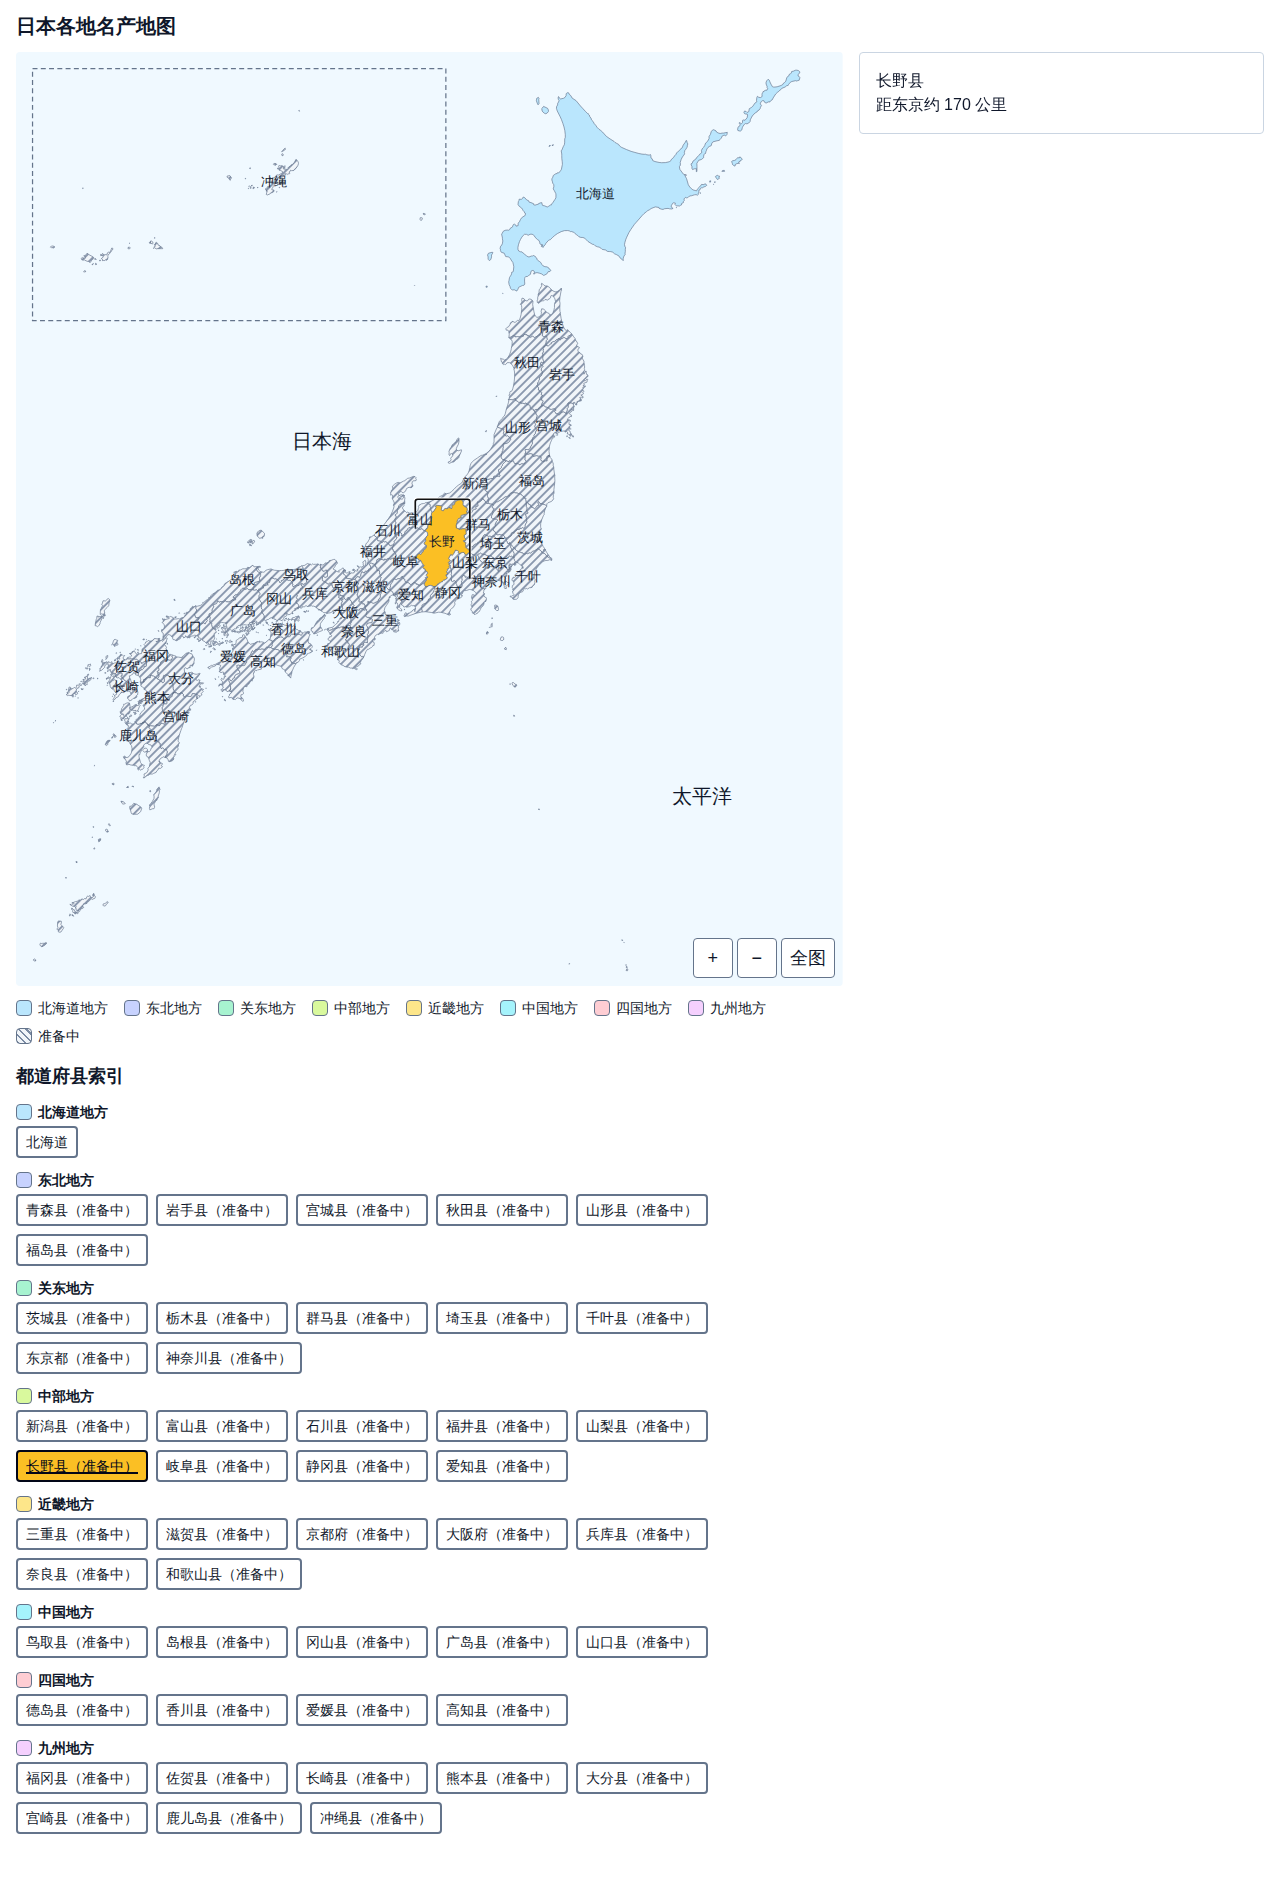 日本各地名产地图
长野县
距东京约 170 公里
冲绳
北海道
青森
秋田
岩手
山形
宫城
日本海
新潟
福岛
富山
石川
群马
栃木
长野
埼玉
茨城
福井
岐阜
山梨
东京
岛根
鸟取
京都
滋贺
神奈川
千叶
冈山
兵库
爱知
静冈
广岛
大阪
山口
香川
奈良
三重
福冈
爱媛
高知
德岛
和歌山
佐贺
大分
长崎
熊本
宫崎
鹿儿岛
太平洋
+
−
全图
北海道地方
东北地方
关东地方
中部地方
近畿地方
中国地方
四国地方
九州地方
准备中
都道府县索引
北海道地方
北海道
东北地方
青森县（准备中）
岩手县（准备中）
宫城县（准备中）
秋田县（准备中）
山形县（准备中）
福岛县（准备中）
关东地方
茨城县（准备中）
栃木县（准备中）
群马县（准备中）
埼玉县（准备中）
千叶县（准备中）
东京都（准备中）
神奈川县（准备中）
中部地方
新潟县（准备中）
富山县（准备中）
石川县（准备中）
福井县（准备中）
山梨县（准备中）
长野县（准备中）
岐阜县（准备中）
静冈县（准备中）
爱知县（准备中）
近畿地方
三重县（准备中）
滋贺县（准备中）
京都府（准备中）
大阪府（准备中）
兵库县（准备中）
奈良县（准备中）
和歌山县（准备中）
中国地方
鸟取县（准备中）
岛根县（准备中）
冈山县（准备中）
广岛县（准备中）
山口县（准备中）
四国地方
德岛县（准备中）
香川县（准备中）
爱媛县（准备中）
高知县（准备中）
九州地方
福冈县（准备中）
佐贺县（准备中）
长崎县（准备中）
熊本县（准备中）
大分县（准备中）
宫崎县（准备中）
鹿儿岛县（准备中）
冲绳县（准备中）